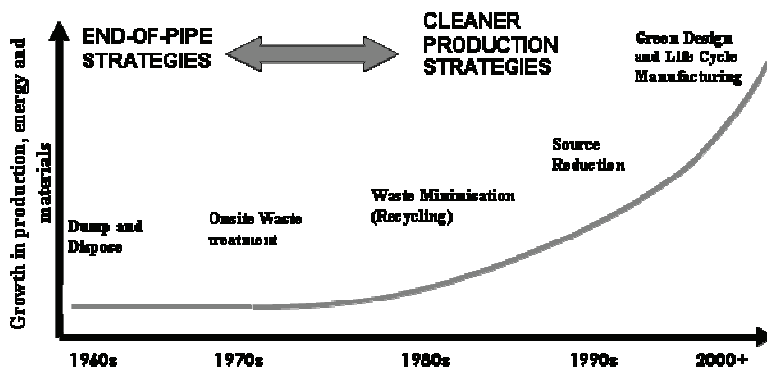 END-OF-PIPE
STRATEGIES
CLEANER
PRODUCTION
STRATEGIES
Green Design
and Life Cycle
Manufacturing
Source
Reduction
Waste Minimisation
(Recycling)
Onsite Waste
treatment
Dump and
Dispose
Growth in production, energy and
materials
1960s
1970s
1980s
1990s
2000+